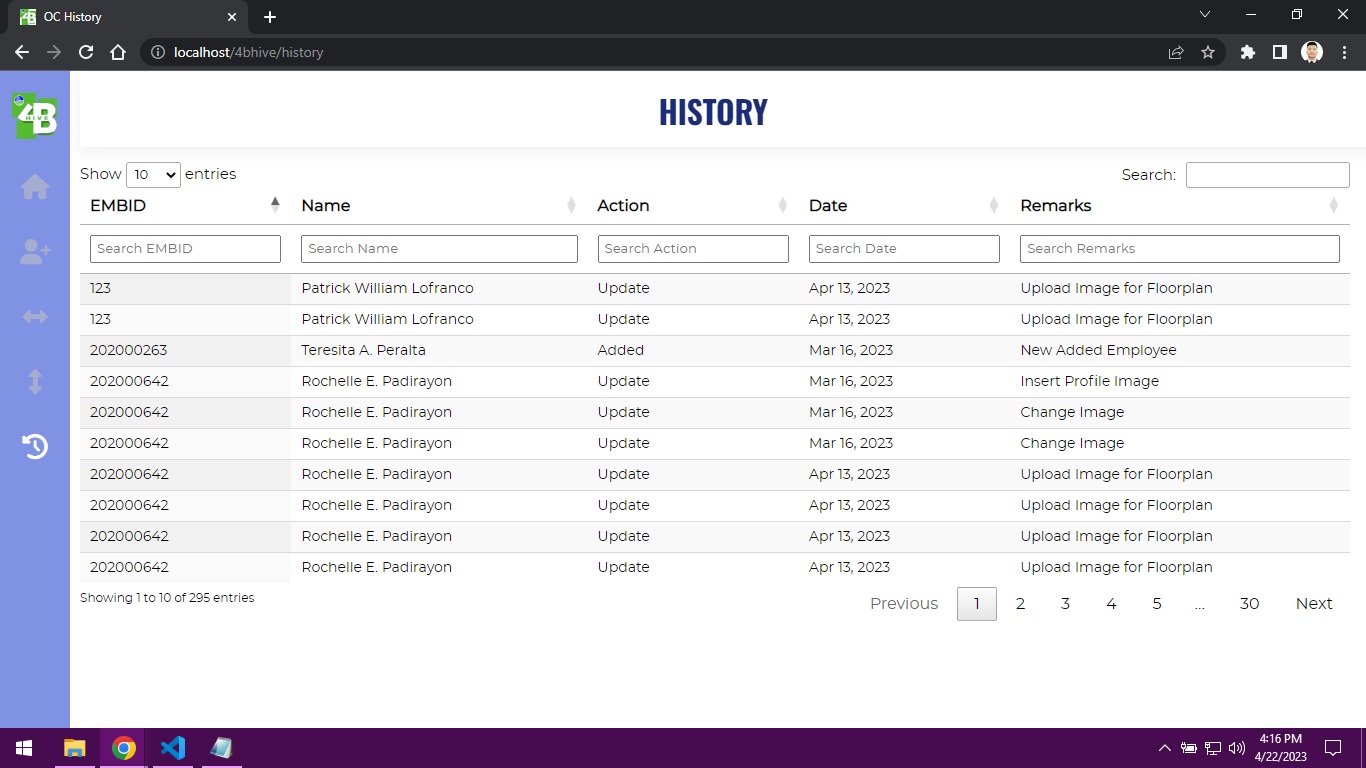 OC History
localhost/4bhive/history
4B
HIVE
HISTORY
Show 10 entries Search:
EMBID Name Action Date Remarks
Search EMBID Search Name Search Action Search Date Search Remarks
123 Patrick William Lofranco Update Apr 13, 2023 Upload Image for Floorplan
123 Patrick William Lofranco Update Apr 13, 2023 Upload Image for Floorplan
202000263 Teresita A. Peralta Added Mar 16, 2023 New Added Employee
202000642 Rochelle E. Padirayon Update Mar 16, 2023 Insert Profile Image
202000642 Rochelle E. Padirayon Update Mar 16, 2023 Change Image
202000642 Rochelle E. Padirayon Update Mar 16, 2023 Change Image
202000642 Rochelle E. Padirayon Update Apr 13, 2023 Upload Image for Floorplan
202000642 Rochelle E. Padirayon Update Apr 13, 2023 Upload Image for Floorplan
202000642 Rochelle E. Padirayon Update Apr 13, 2023 Upload Image for Floorplan
202000642 Rochelle E. Padirayon Update Apr 13, 2023 Upload Image for Floorplan
Showing 1 to 10 of 295 entries
Previous 1 2 3 4 5 … 30 Next
4:16 PM
4/22/2023